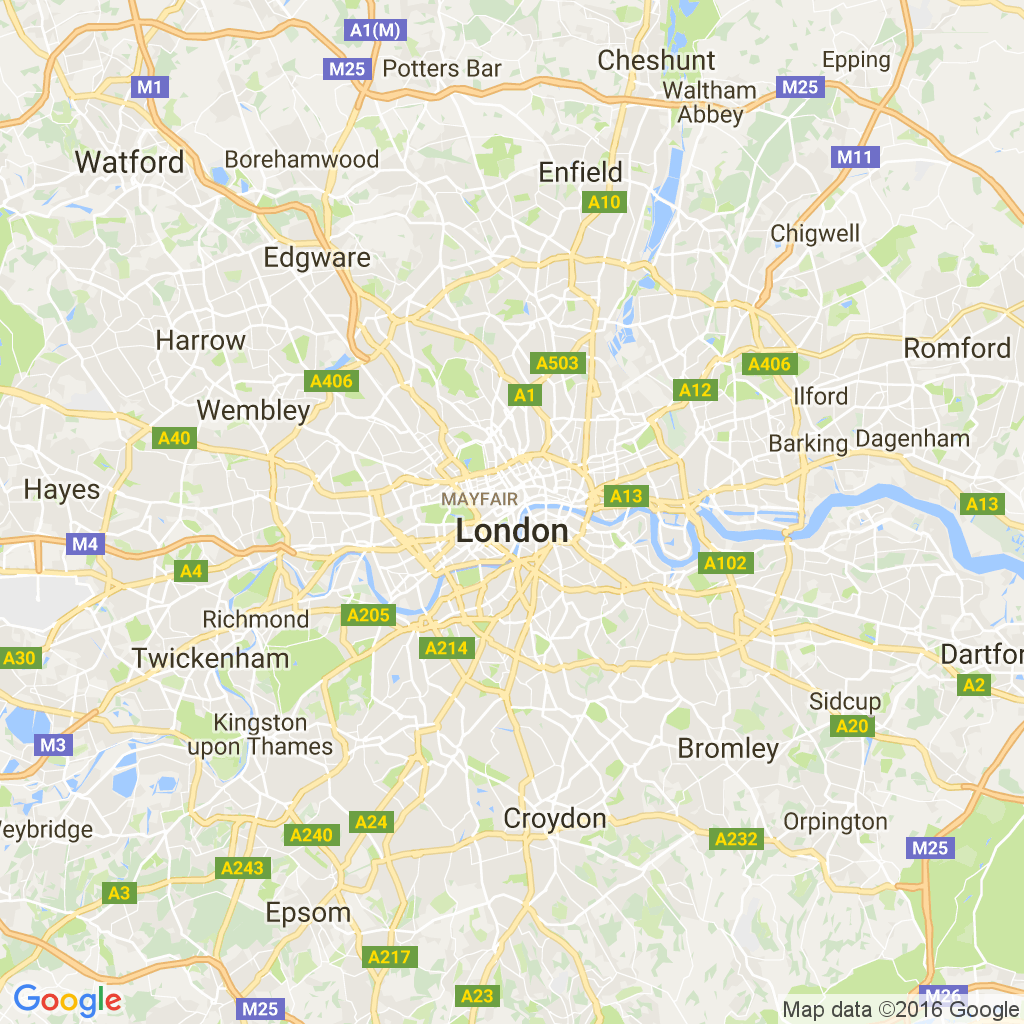 A1(M)
M25
Potters Bar
Cheshunt
Epping
M1
Waltham
Abbey
M25
Watford
Borehamwood
Enfield
M11
A10
Chigwell
Edgware
Harrow
A503
A406
Romford
A406
A1
A12
Ilford
Wembley
A40
Barking
Dagenham
Hayes
MAYFAIR
A13
A13
London
M4
A4
A102
Richmond
A205
A30
Twickenham
A214
Dartfor
A2
Sidcup
Kingston
upon Thames
A20
M3
Bromley
Weybridge
A240
A24
Croydon
Orpington
A232
M25
A243
A3
Epsom
A217
Google
M25
A23
M26
Map data ©2016 Google